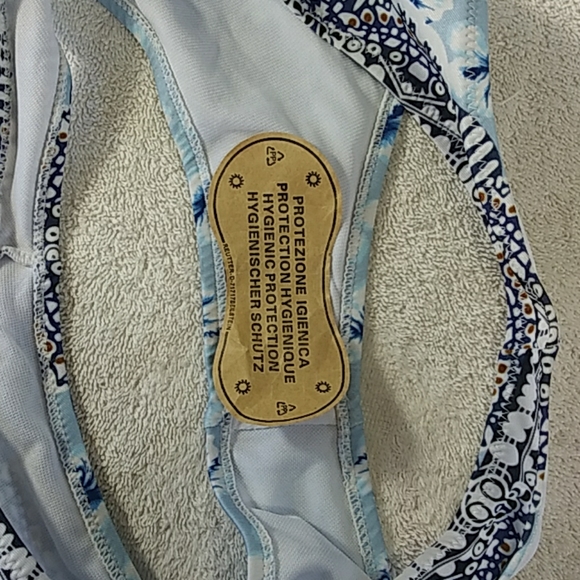 PROTEZIONE IGIENICA
PROTECTION HYGIENIQUE
HYGIENIC PROTECTION
HYGIENISCHER SCHUTZ